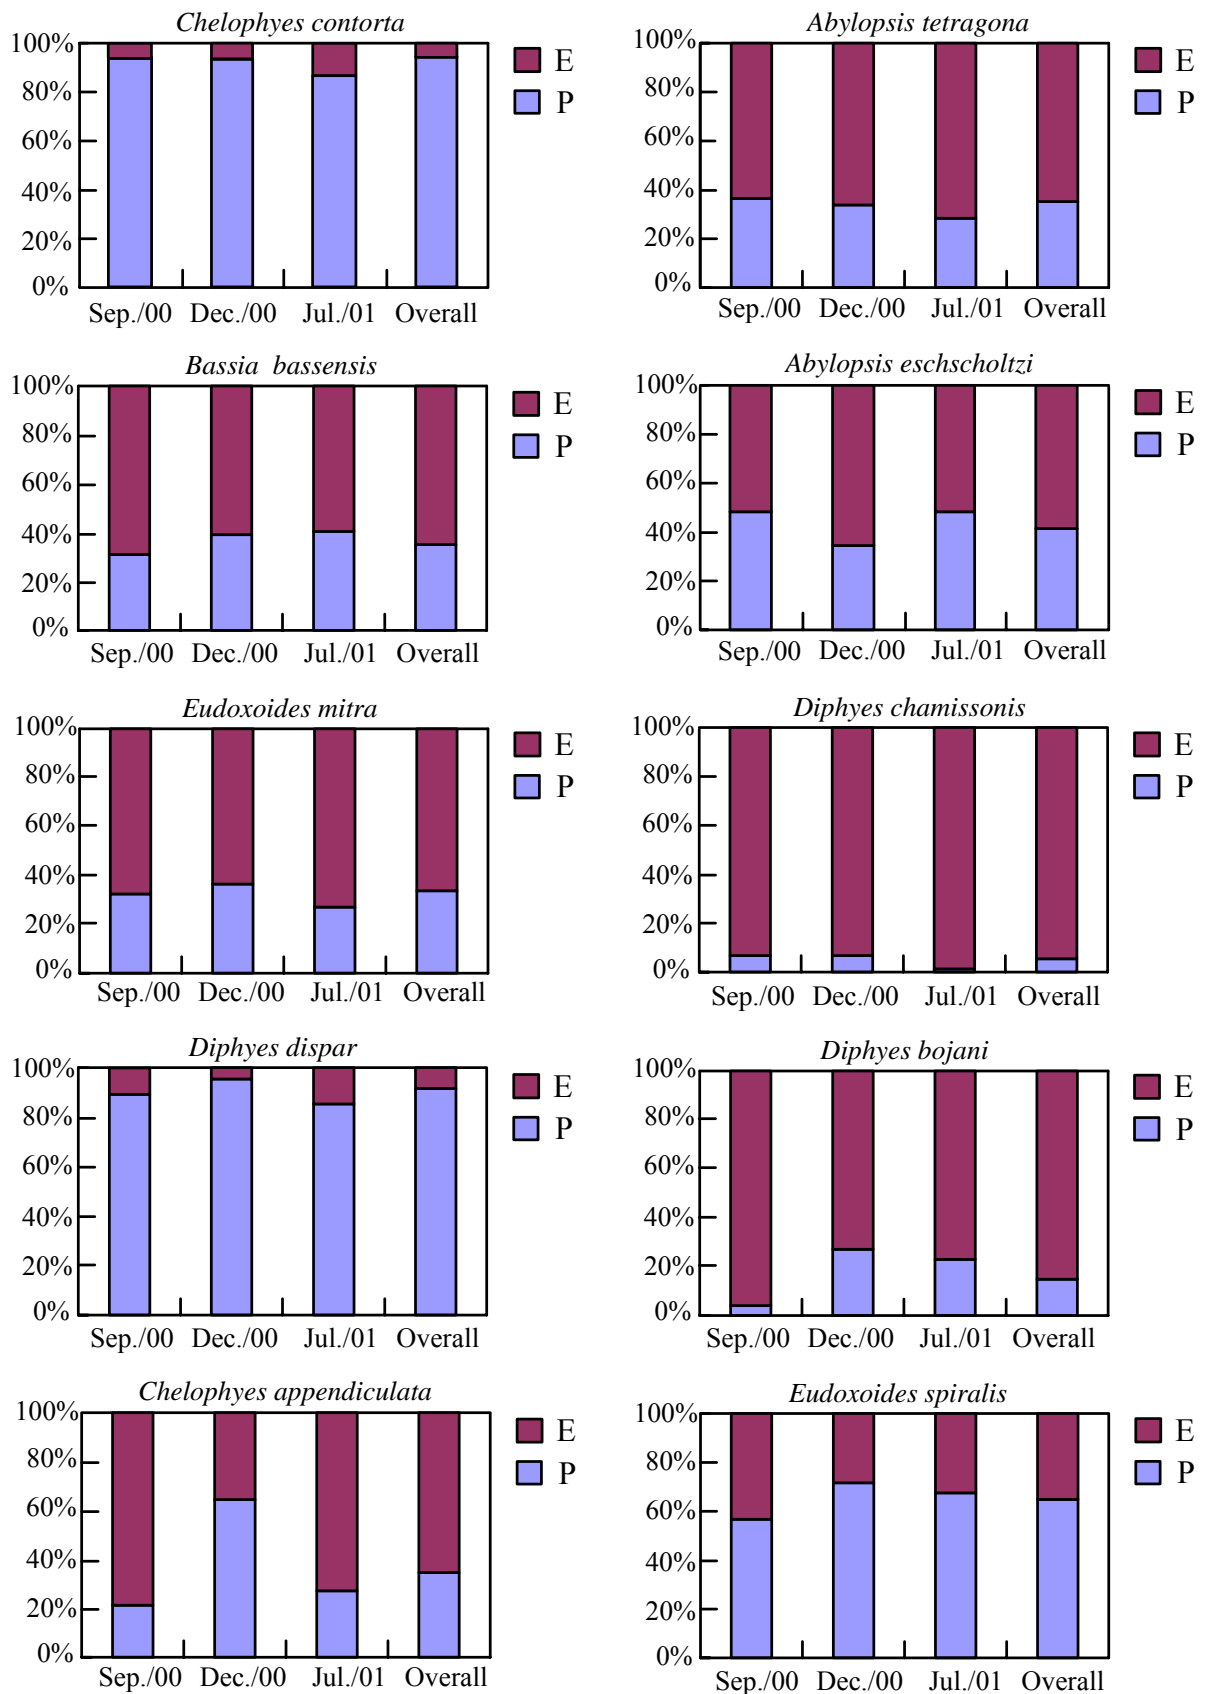 Chelophyes contorta
100%
80%
60%
40%
20%
0%
Sep./00 Dec./00 Jul./01 Overall
E
P
Abylopsis tetragona
100%
80%
60%
40%
20%
0%
Sep./00 Dec./00 Jul./01 Overall
E
P
Bassia bassensis
100%
80%
60%
40%
20%
0%
Sep./00 Dec./00 Jul./01 Overall
E
P
Abylopsis eschscholtzi
100%
80%
60%
40%
20%
0%
Sep./00 Dec./00 Jul./01 Overall
E
P
Eudoxoides mitra
100%
80%
60%
40%
20%
0%
Sep./00 Dec./00 Jul./01 Overall
E
P
Diphyes chamissonis
100%
80%
60%
40%
20%
0%
Sep./00 Dec./00 Jul./01 Overall
E
P
Diphyes dispar
100%
80%
60%
40%
20%
0%
Sep./00 Dec./00 Jul./01 Overall
E
P
Diphyes bojani
100%
80%
60%
40%
20%
0%
Sep./00 Dec./00 Jul./01 Overall
E
P
Chelophyes appendiculata
100%
80%
60%
40%
20%
0%
Sep./00 Dec./00 Jul./01 Overall
E
P
Eudoxoides spiralis
100%
80%
60%
40%
20%
0%
Sep./00 Dec./00 Jul./01 Overall
E
P